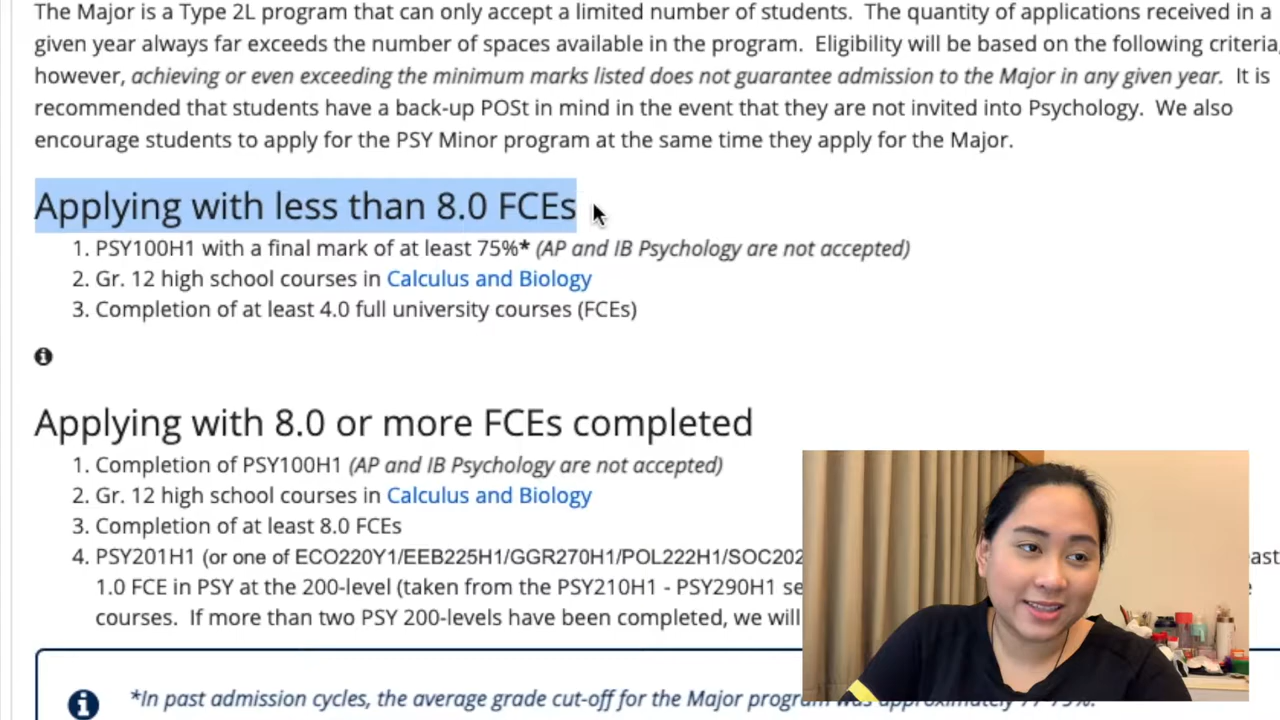 The Major is a Type 2L program that can only accept a limited number of students. The quantity of applications received in a
given year always far exceeds the number of spaces available in the program. Eligibility will be based on the following criteria,
however, achieving or even exceeding the minimum marks listed does not guarantee admission to the Major in any given year. It is
recommended that students have a back-up POSt in mind in the event that they are not invited into Psychology. We also
encourage students to apply for the PSY Minor program at the same time they apply for the Major.
Applying with less than 8.0 FCEs
1. PSY100H1 with a final mark of at least 75%* (AP and IB Psychology are not accepted)
2. Gr. 12 high school courses in Calculus and Biology
3. Completion of at least 4.0 full university courses (FCEs)
Applying with 8.0 or more FCEs completed
1. Completion of PSY100H1 (AP and IB Psychology are not accepted)
2. Gr. 12 high school courses in Calculus and Biology
3. Completion of at least 8.0 FCEs
4. PSY201H1 (or one of ECO220Y1/EEB225H1/GGR270H1/POL222H1/SOC202
1.0 FCE in PSY at the 200-level (taken from the PSY210H1 - PSY290H1 se
courses. If more than two PSY 200-levels have been completed, we will
*In past admission cycles, the average grade cut-off for the Major program was approximately